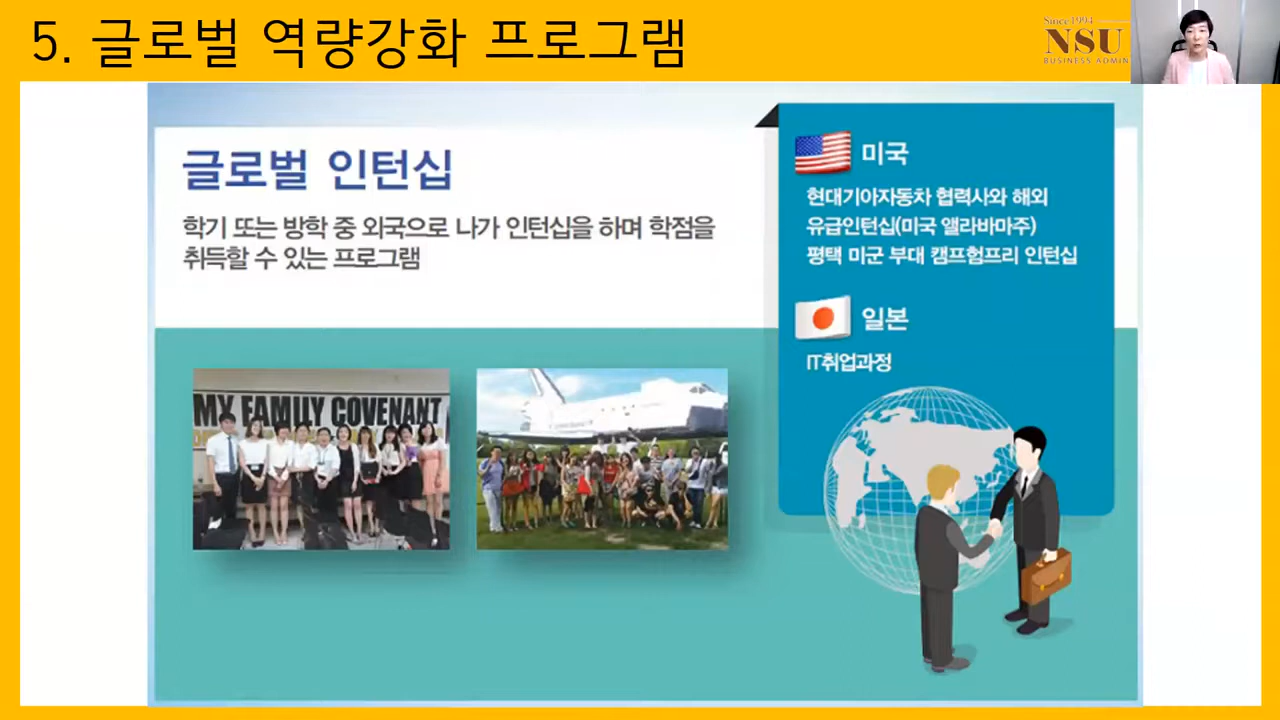 5. 글로벌 역량강화 프로그램
Since 1994
NSU
BUSINESS ADMIN
글로벌 인턴십
학기 또는 방학 중 외국으로 나가 인턴십을 하며 학점을
취득할 수 있는 프로그램
미국
현대기아자동차 협력사와 해외
유급인턴십(미국 앨라바마주)
평택 미군 부대 캠프험프리 인턴십
일본
IT취업과정
MY FAMILY COVENANT